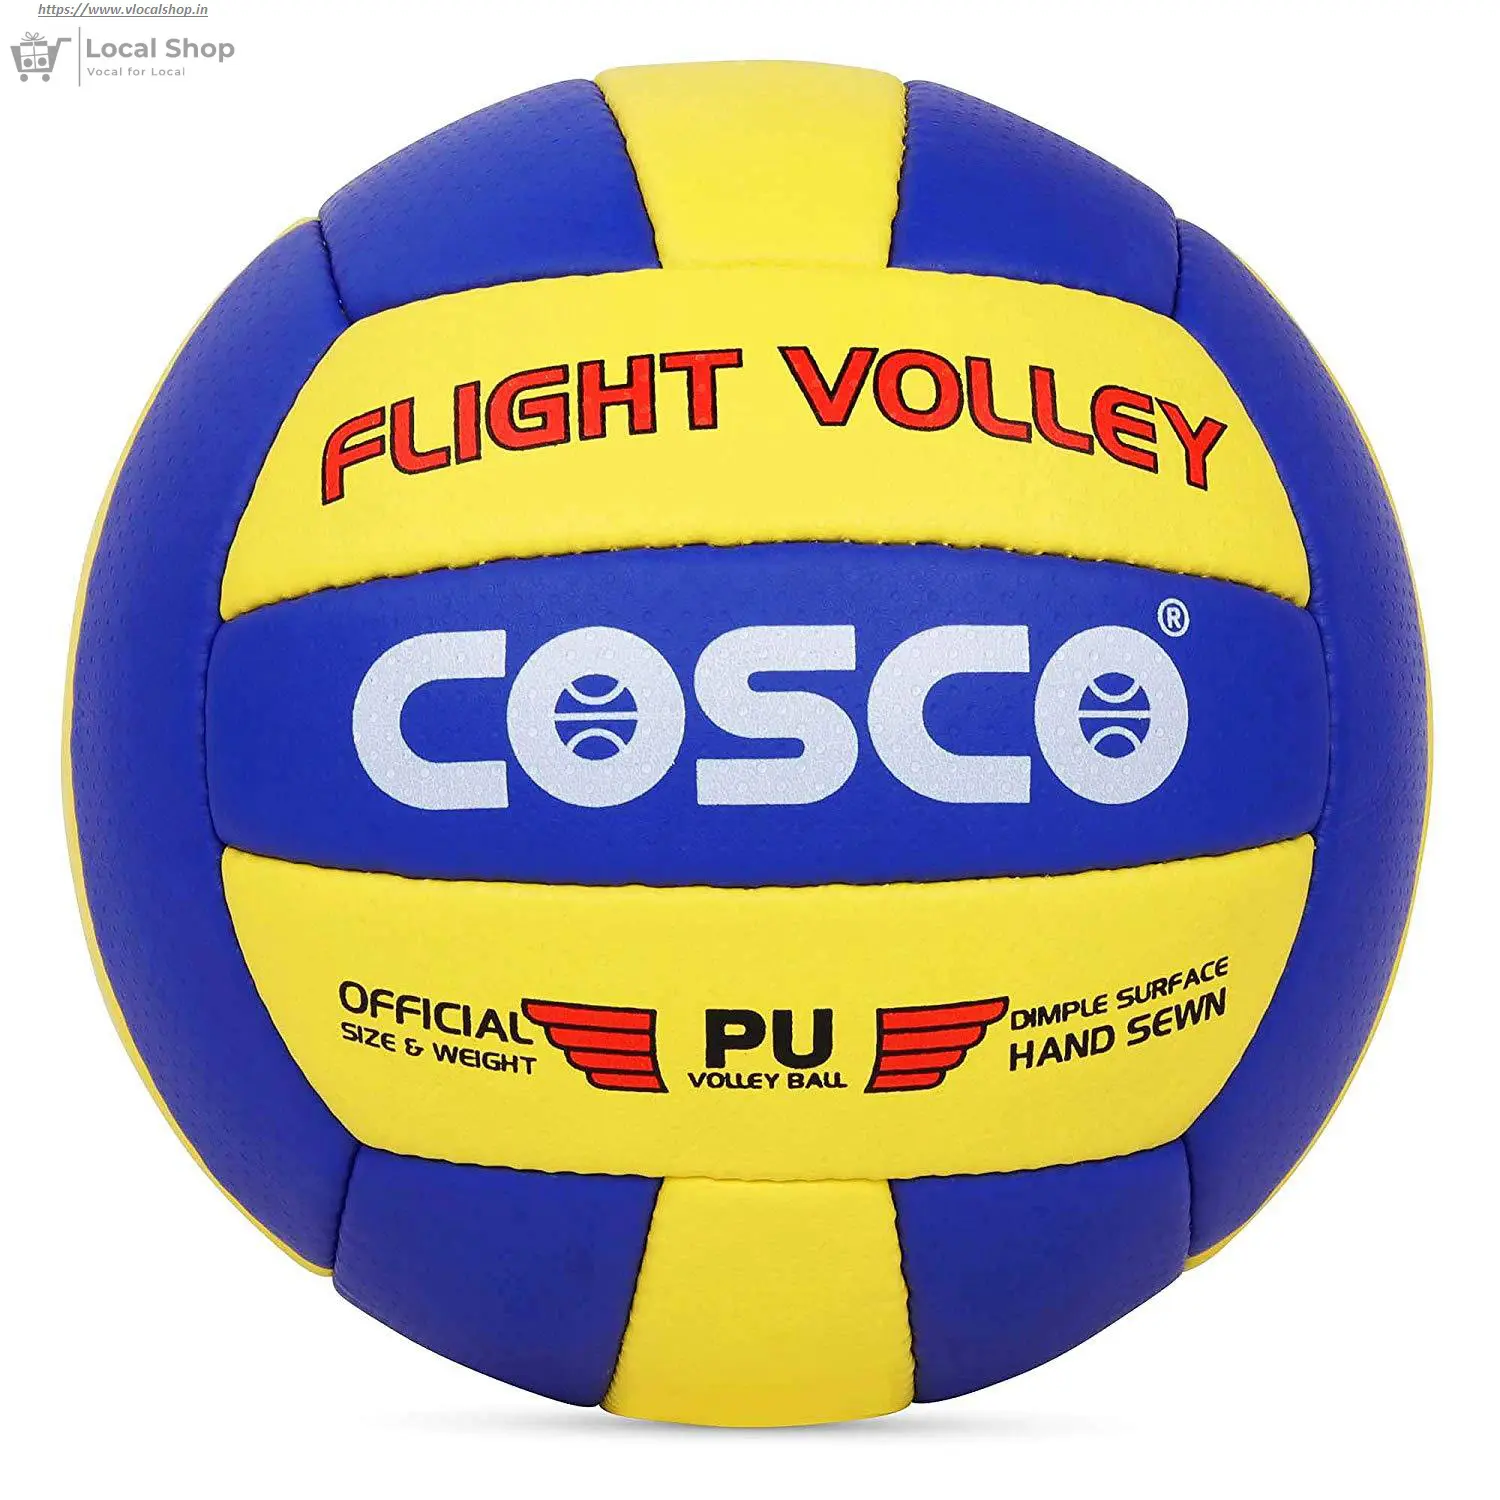 https://www.vlocalshop.in
Local Shop
Vocal for Local
FLIGHT VOLLEY
COSCO®
OFFICIAL
SIZE & WEIGHT
PU
VOLLEY BALL
DIMPLE SURFACE
HAND SEWN